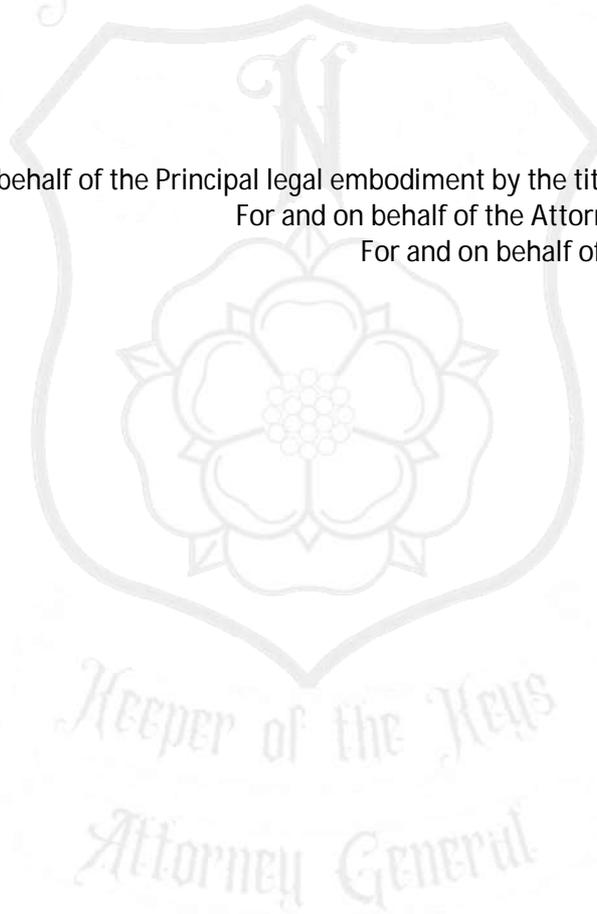 N
behalf of the Principal legal embodiment by the tit
For and on behalf of the Attorn
For and on behalf of
Keeper of the Keys
Attorney General